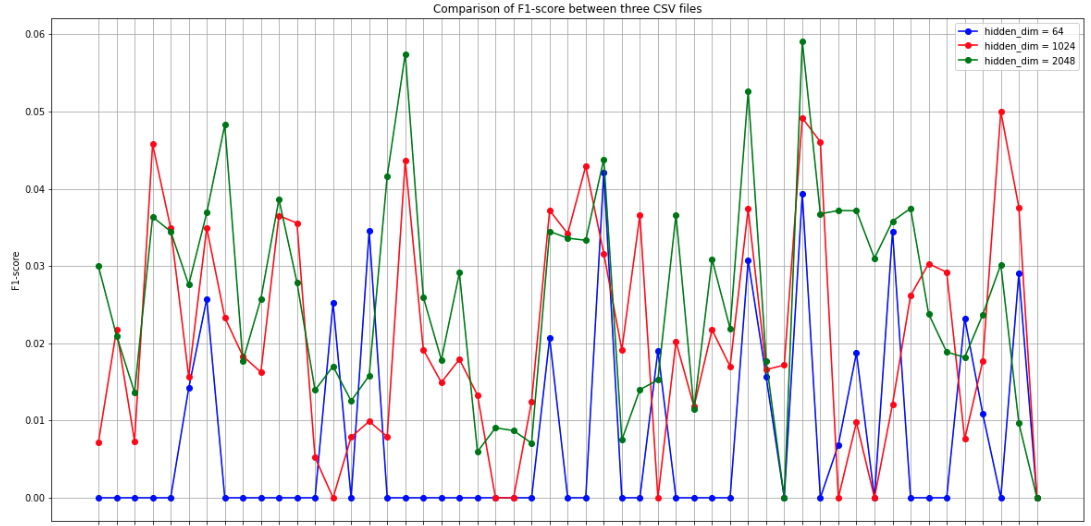 Comparison of F1-score between three CSV files
hidden_dim = 64
hidden_dim = 1024
hidden_dim = 2048
F1-score
0.06
0.05
0.04
0.03
0.02
0.01
0.00